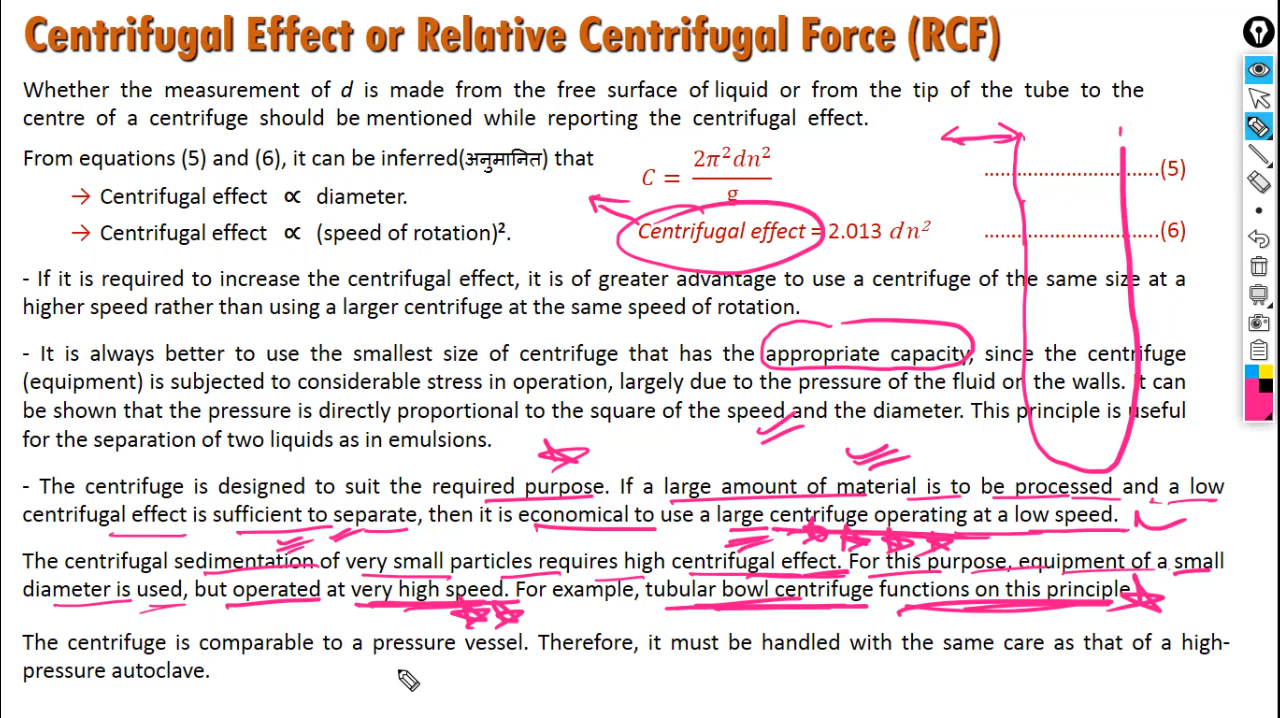 Centrifugal Effect or Relative Centrifugal Force (RCF)
Whether the measurement of d is made from the free surface of liquid or from the tip of the tube to the
centre of a centrifuge should be mentioned while reporting the centrifugal effect.
From equations (5) and (6), it can be inferred(अनुमानित) that
C = 2π²dn² / g ..............................(5)
→ Centrifugal effect ∝ diameter.
→ Centrifugal effect ∝ (speed of rotation)².
Centrifugal effect = 2.013 dn² ..............................(6)
- If it is required to increase the centrifugal effect, it is of greater advantage to use a centrifuge of the same size at a
higher speed rather than using a larger centrifuge at the same speed of rotation.
- It is always better to use the smallest size of centrifuge that has the appropriate capacity, since the centrifuge
(equipment) is subjected to considerable stress in operation, largely due to the pressure of the fluid on the walls. It can
be shown that the pressure is directly proportional to the square of the speed and the diameter. This principle is useful
for the separation of two liquids as in emulsions.
- The centrifuge is designed to suit the required purpose. If a large amount of material is to be processed and a low
centrifugal effect is sufficient to separate, then it is economical to use a large centrifuge operating at a low speed.
The centrifugal sedimentation of very small particles requires high centrifugal effect. For this purpose, equipment of a small
diameter is used, but operated at very high speed. For example, tubular bowl centrifuge functions on this principle.
The centrifuge is comparable to a pressure vessel. Therefore, it must be handled with the same care as that of a high-
pressure autoclave.